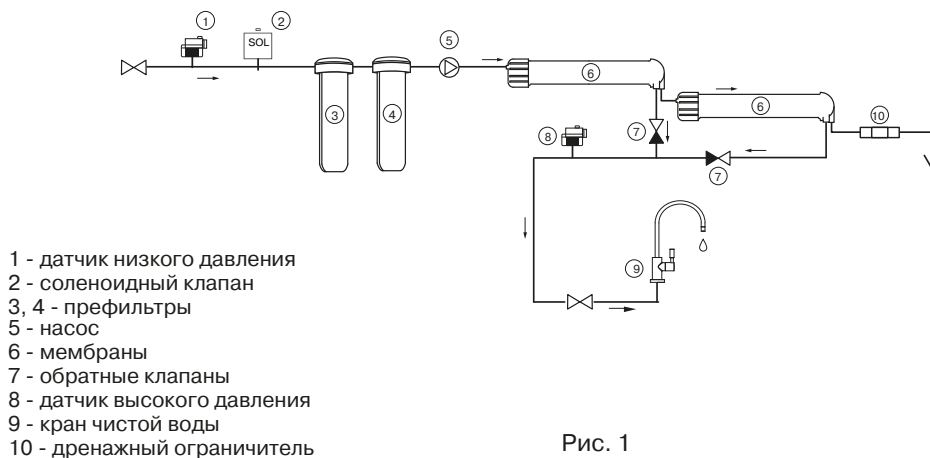 1
2
SOL
5
6
6
3
4
7
8
10
7
9
1 - датчик низкого давления
2 - соленоидный клапан
3, 4 - префильтры
5 - насос
6 - мембраны
7 - обратные клапаны
8 - датчик высокого давления
9 - кран чистой воды
10 - дренажный ограничитель
Рис. 1